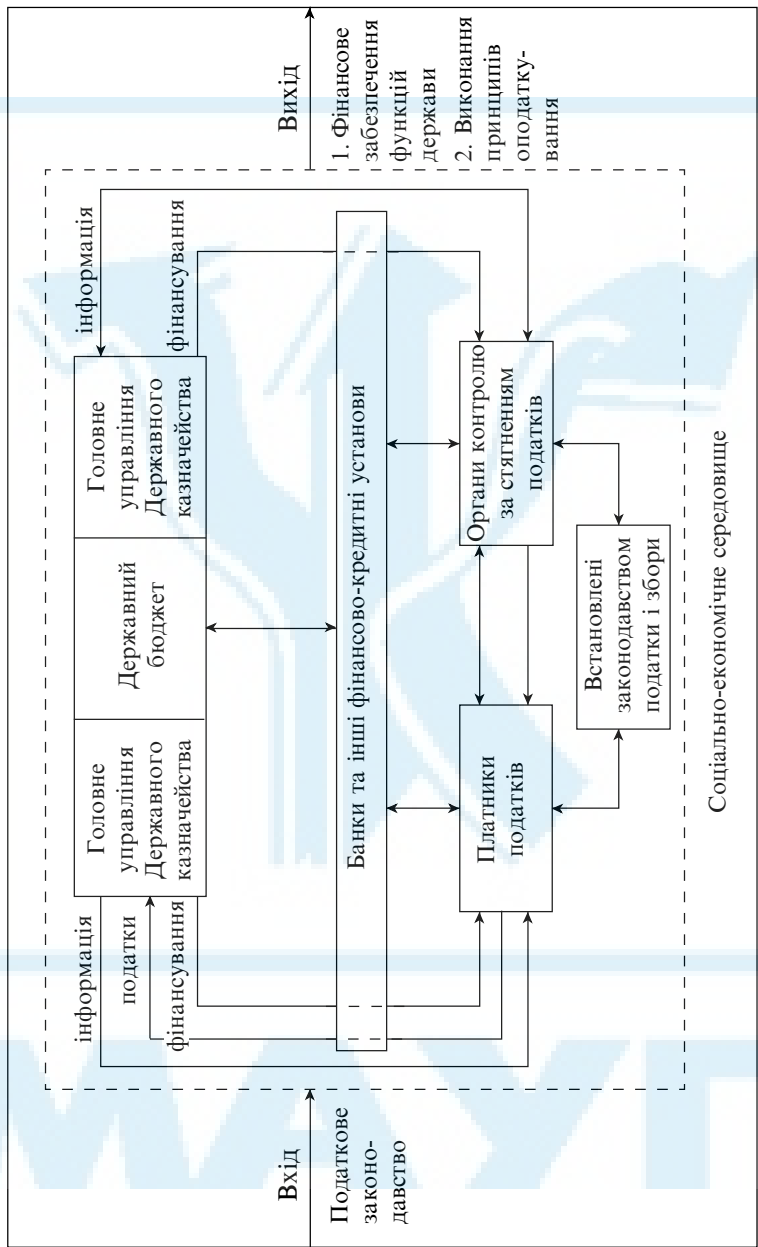 Вхід
Податкове
законо-
давство
інформація
податки
фінансування
Головне
управління
Державного
казначейства
Державний
бюджет
Головне
управління
Державного
казначейства
інформація
фінансування
Банки та інші фінансово-кредитні установи
Платники
податків
Органи контролю
за стягненням
податків
Встановлені
законодавством
податки і збори
Соціально-економічне середовище
Вихід
1. Фінансове
забезпечення
функцій
держави
2. Виконання
принципів
оподатку-
вання
МАУП